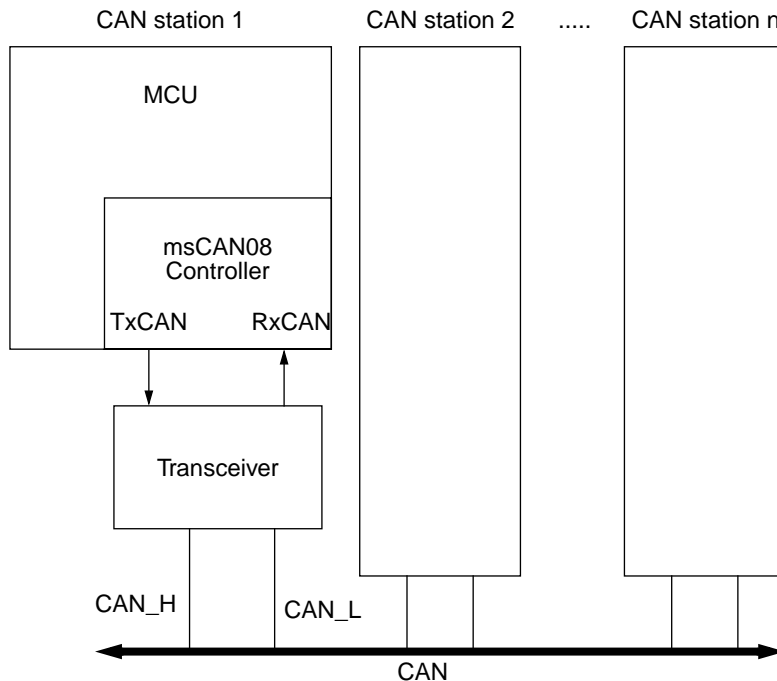 CAN station 1
CAN station 2
.....
CAN station n
MCU
msCAN08
Controller
TxCAN
RxCAN
Transceiver
CAN_H
CAN_L
CAN